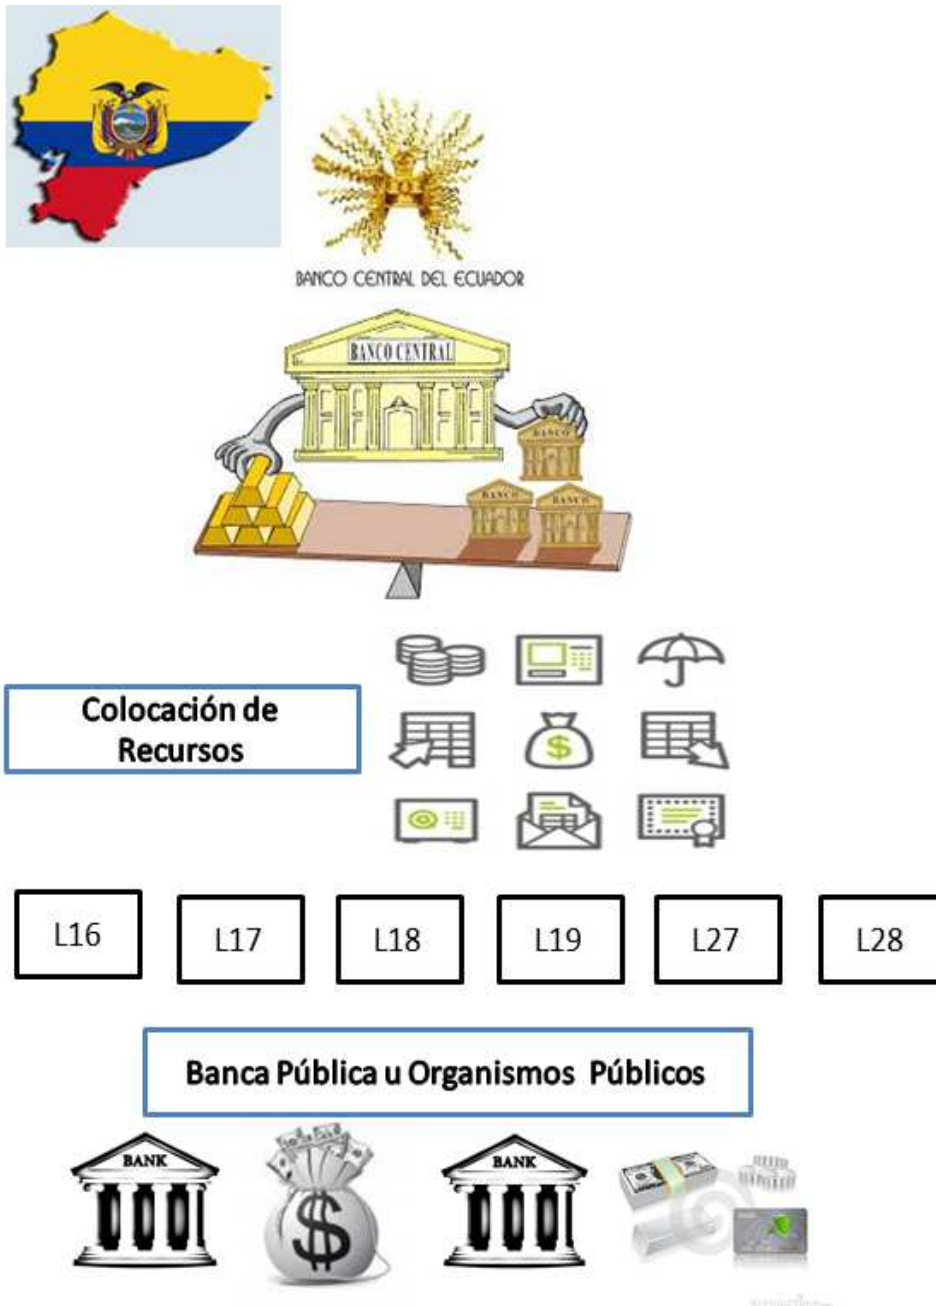 BANCO CENTRAL DEL ECUADOR
BANCO CENTRAL
BANCO
BANCO
BANCO
Colocación de
Recursos
$
L16
L17
L18
L19
L27
L28
Banca Pública u Organismos Públicos
BANK
$
BANK